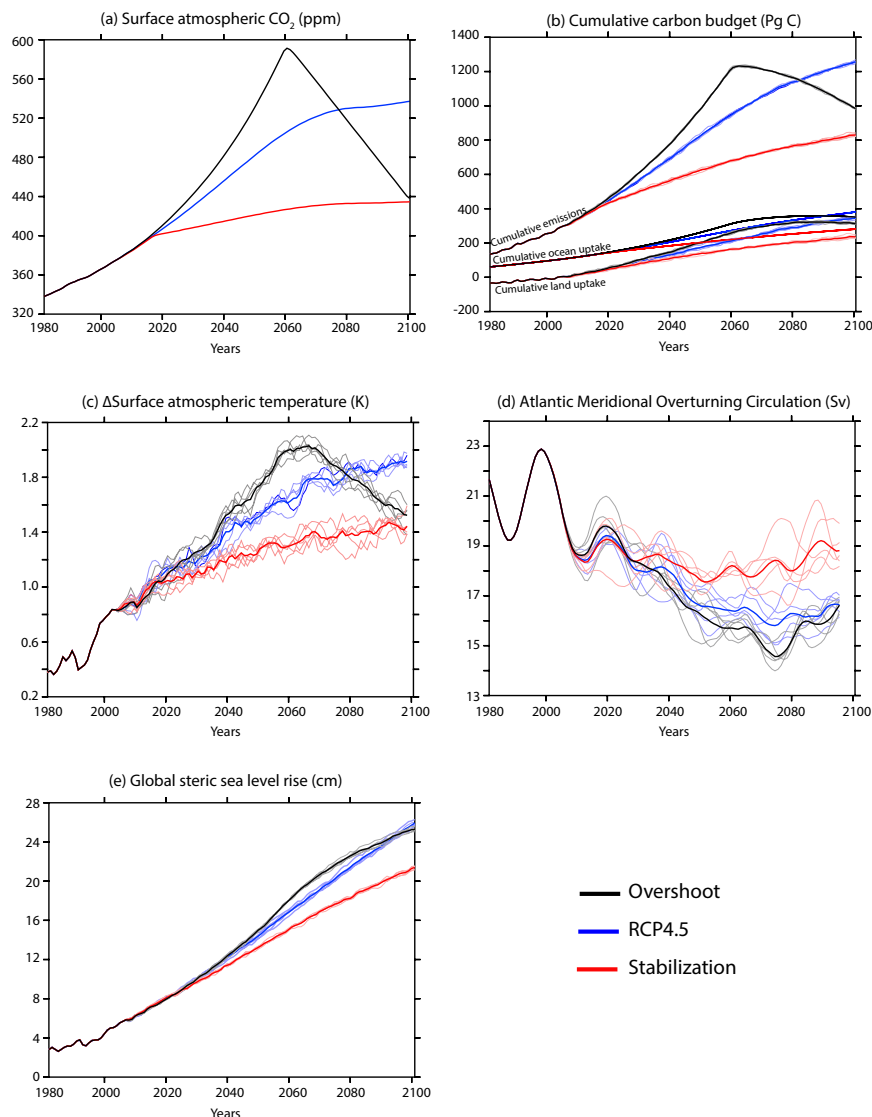 (a) Surface atmospheric CO₂ (ppm)
600
560
520
480
440
400
360
320
1980 2000 2020 2040 2060 2080 2100
Years
(b) Cumulative carbon budget (Pg C)
1400
1200
1000
800
600
400
200
0
-200
Cumulative emissions
Cumulative ocean uptake
Cumulative land uptake
1980 2000 2020 2040 2060 2080 2100
Years
(c) ΔSurface atmospheric temperature (K)
2.2
1.8
1.4
1.0
0.6
0.2
1980 2000 2020 2040 2060 2080 2100
Years
(d) Atlantic Meridional Overturning Circulation (Sv)
23
21
19
17
16
15
13
1980 2000 2020 2040 2060 2080 2100
Years
(e) Global steric sea level rise (cm)
28
24
20
16
12
8
4
0
1980 2000 2020 2040 2060 2080 2100
Years
Overshoot
RCP4.5
Stabilization